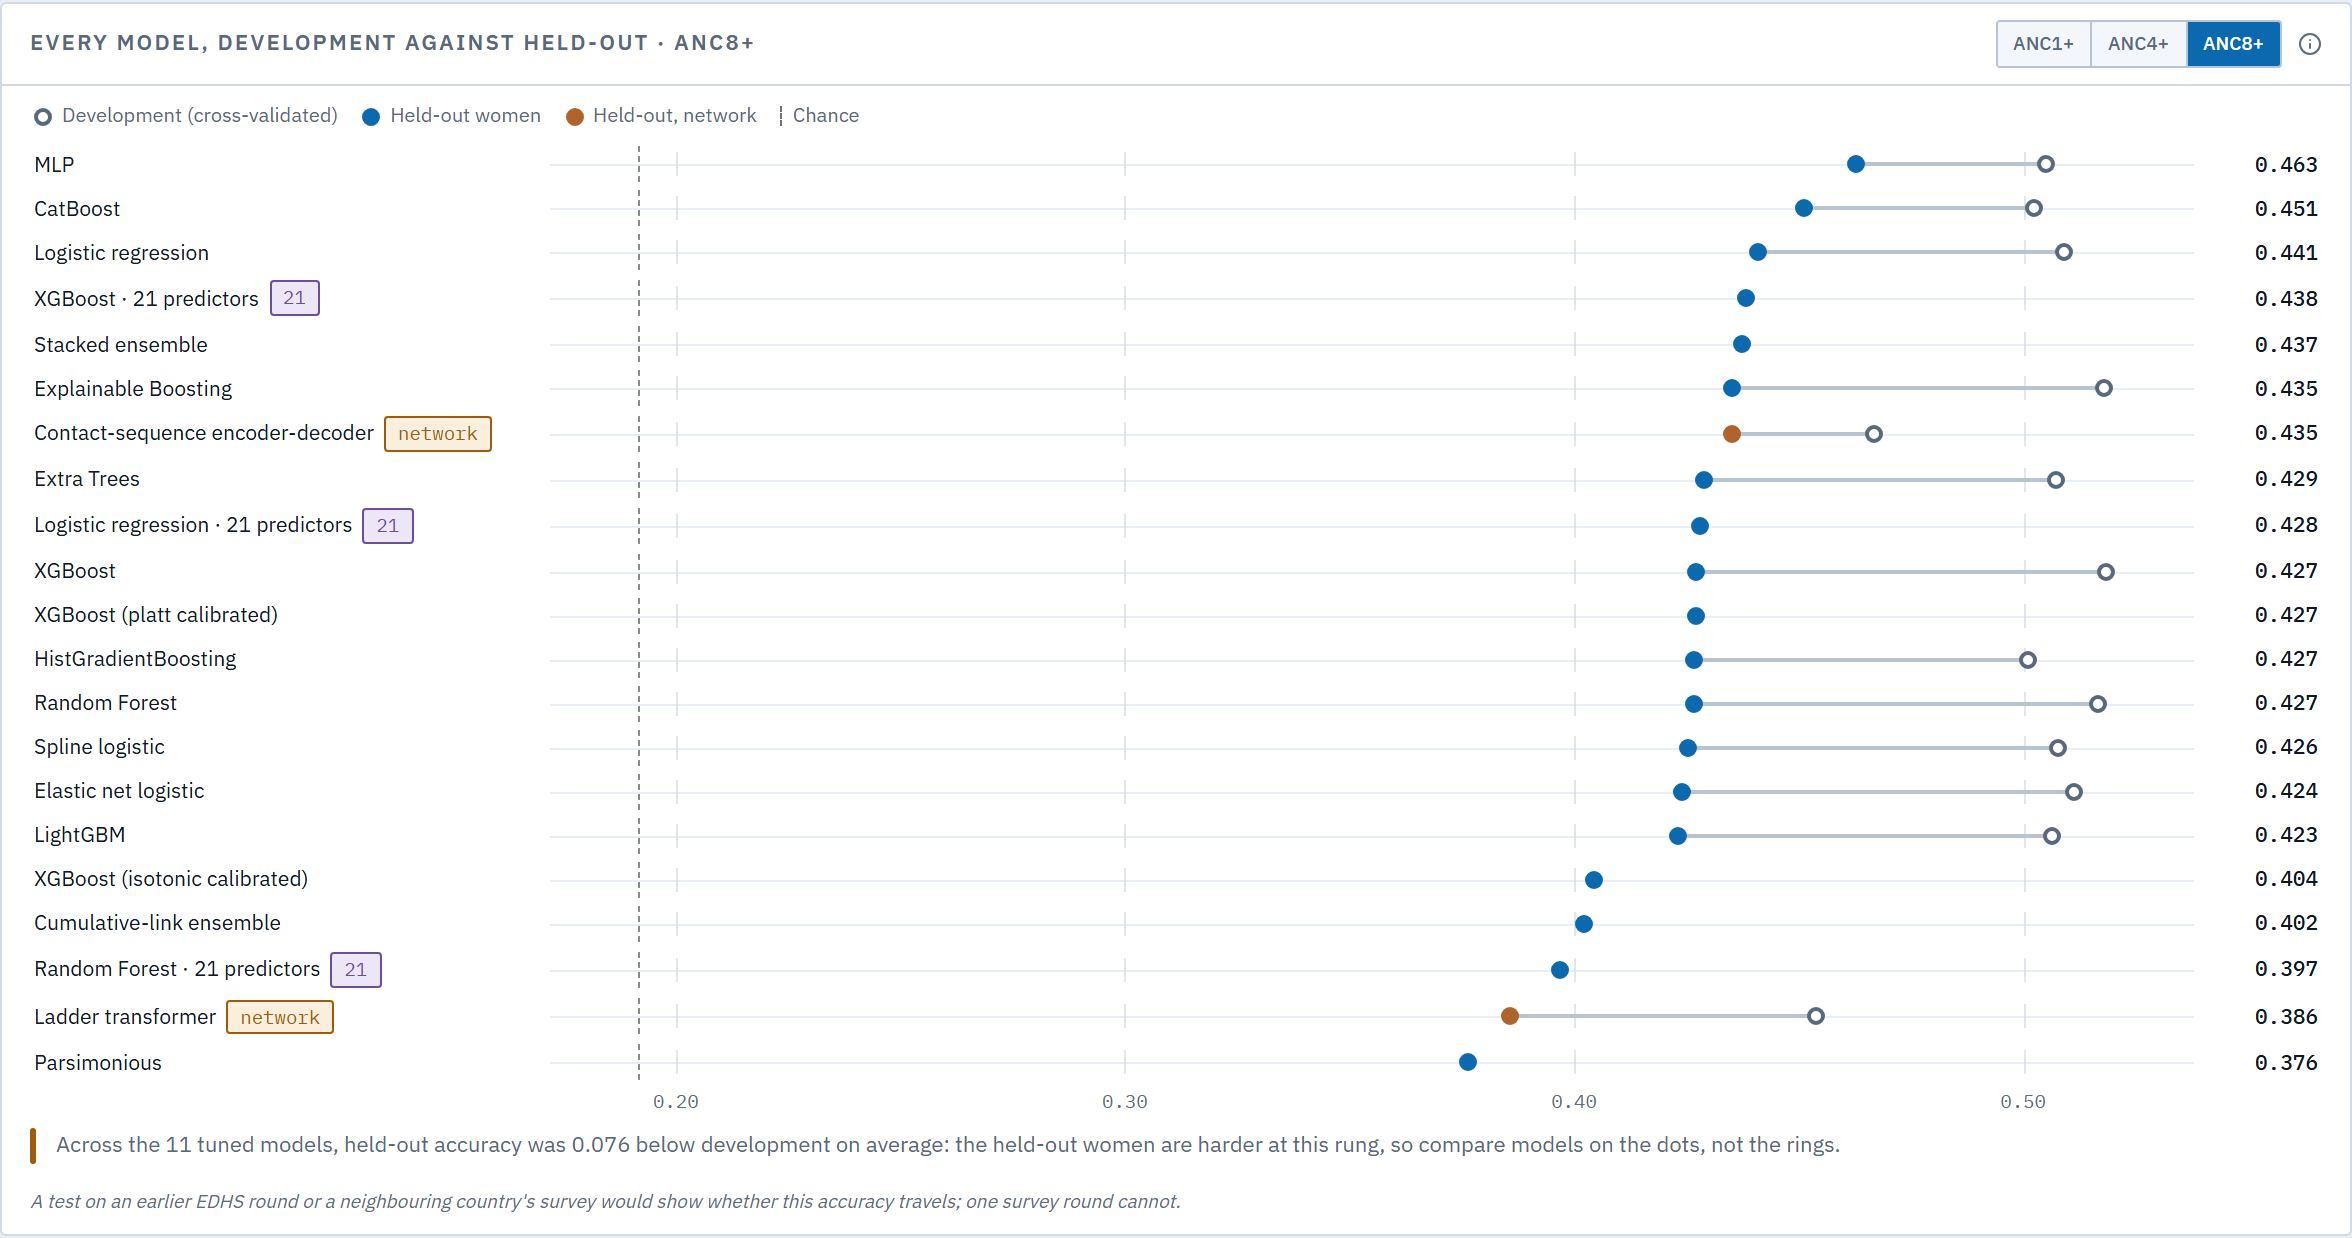 EVERY MODEL, DEVELOPMENT AGAINST HELD-OUT · ANC8+ ANC1+ ANC4+ ANC8+
Development (cross-validated) Held-out women Held-out, network Chance
MLP 0.463
CatBoost 0.451
Logistic regression 0.441
XGBoost · 21 predictors 21 0.438
Stacked ensemble 0.437
Explainable Boosting 0.435
Contact-sequence encoder-decoder network 0.435
Extra Trees 0.429
Logistic regression · 21 predictors 21 0.428
XGBoost 0.427
XGBoost (platt calibrated) 0.427
HistGradientBoosting 0.427
Random Forest 0.427
Spline logistic 0.426
Elastic net logistic 0.424
LightGBM 0.423
XGBoost (isotonic calibrated) 0.404
Cumulative-link ensemble 0.402
Random Forest · 21 predictors 21 0.397
Ladder transformer network 0.386
Parsimonious 0.376
0.20 0.30 0.40 0.50
Across the 11 tuned models, held-out accuracy was 0.076 below development on average: the held-out women are harder at this rung, so compare models on the dots, not the rings.
A test on an earlier EDHS round or a neighbouring country's survey would show whether this accuracy travels; one survey round cannot.